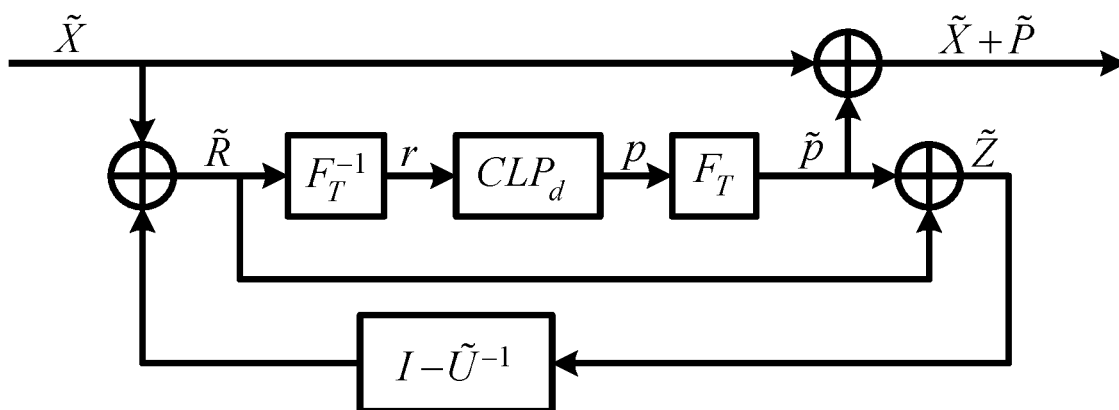 X̃
X̃ + P̃
R̃
F_T^{-1}
r
CLP_d
p
F_T
p̃
Z̃
I − Ũ^{-1}